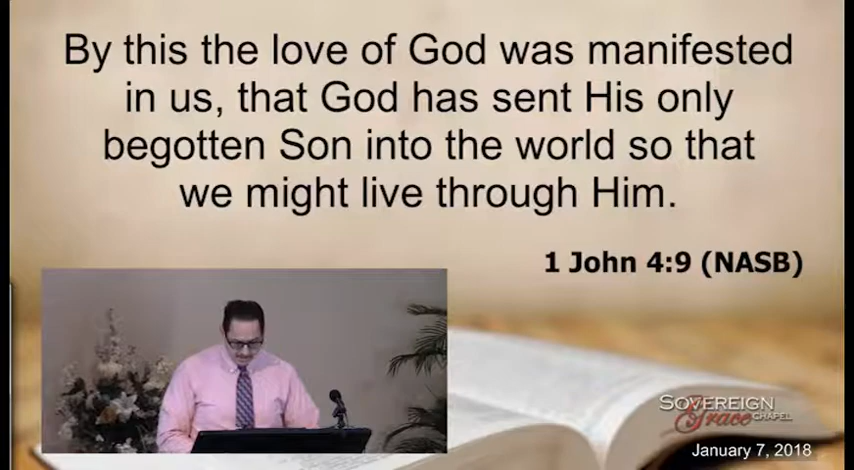 By this the love of God was manifested
in us, that God has sent His only
begotten Son into the world so that
we might live through Him.
1 John 4:9 (NASB)
SOVEREIGN
Grace CHAPEL
January 7, 2018